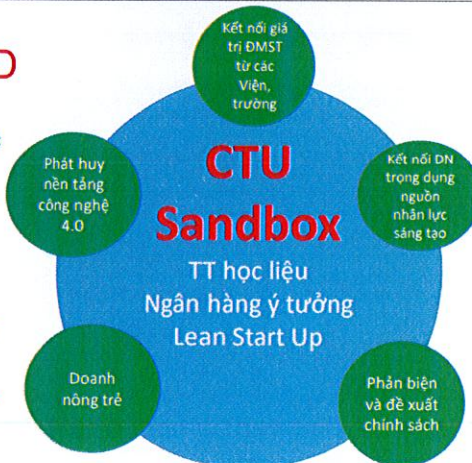 Kết nối giá
trị ĐMST
từ các
Viện,
trường
Phát huy
nền tảng
công nghệ
4.0
CTU
Sandbox
TT học liệu
Ngân hàng ý tưởng
Lean Start Up
Kết nối DN
trọng dụng
nguồn
nhân lực
sáng tạo
Doanh
nông trẻ
Phản biện
và đề xuất
chính sách